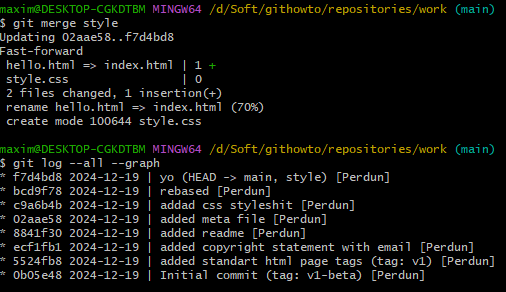 maxim@DESKTOP-CGKDTBM MINGW64 /d/Soft/githowto/repositories/work (main)
$ git merge style
Updating 02aae58..f7d4bd8
Fast-forward
 hello.html => index.html | 1 +
 style.css                | 0
 2 files changed, 1 insertion(+)
 rename hello.html => index.html (70%)
 create mode 100644 style.css

maxim@DESKTOP-CGKDTBM MINGW64 /d/Soft/githowto/repositories/work (main)
$ git log --all --graph
* f7d4bd8 2024-12-19 | yo (HEAD -> main, style) [Perdun]
* bcd9f78 2024-12-19 | rebased [Perdun]
* c9a6b4b 2024-12-19 | addad css styleshit [Perdun]
* 02aae58 2024-12-19 | added meta file [Perdun]
* 8841f30 2024-12-19 | added readme [Perdun]
* ecf1fb1 2024-12-19 | added copyright statement with email [Perdun]
* 5524fb8 2024-12-19 | added standart html page tags (tag: v1) [Perdun]
* 0b05e48 2024-12-19 | Initial commit (tag: v1-beta) [Perdun]